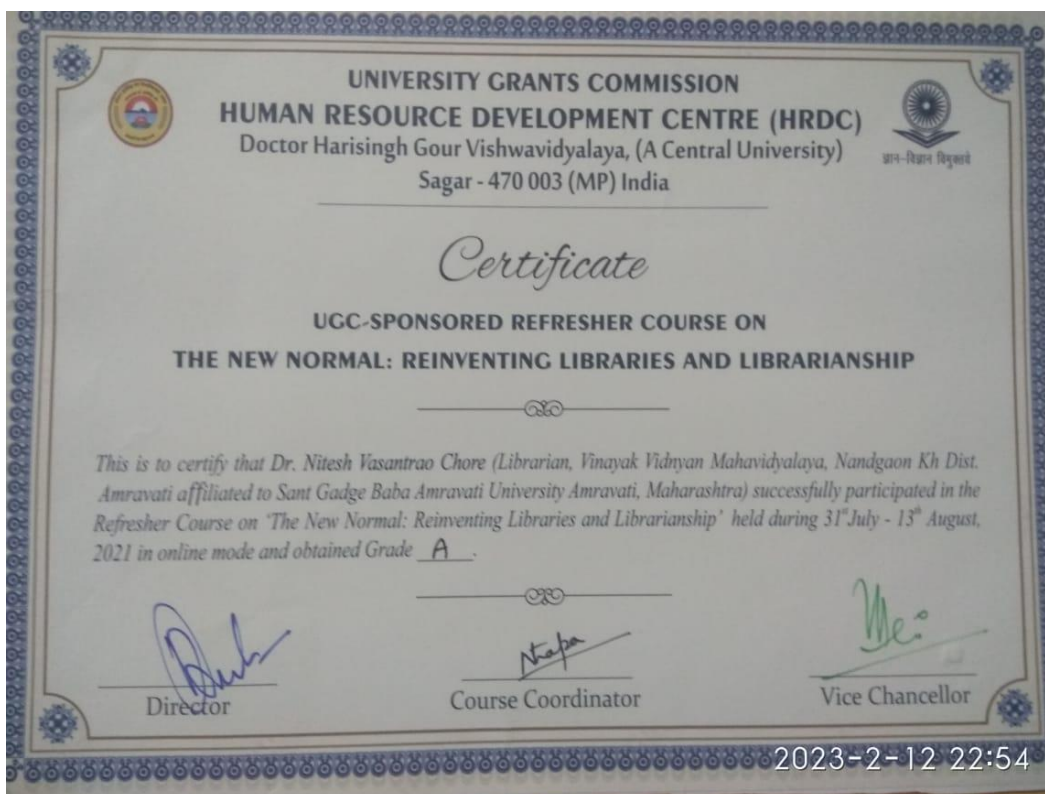 UNIVERSITY GRANTS COMMISSION
HUMAN RESOURCE DEVELOPMENT CENTRE (HRDC)
Doctor Harisingh Gour Vishwavidyalaya, (A Central University)
Sagar - 470 003 (MP) India
ज्ञान-विज्ञान विमुक्तये
Certificate
UGC-SPONSORED REFRESHER COURSE ON
THE NEW NORMAL: REINVENTING LIBRARIES AND LIBRARIANSHIP
This is to certify that Dr. Nitesh Vasantrao Chore (Librarian, Vinayak Vidnyan Mahavidyalaya, Nandgaon Kh Dist.
Amravati affiliated to Sant Gadge Baba Amravati University Amravati, Maharashtra) successfully participated in the
Refresher Course on 'The New Normal: Reinventing Libraries and Librarianship' held during 31st July - 13th August,
2021 in online mode and obtained Grade A.
Director
Course Coordinator
Vice Chancellor
2023-2-12 22:54